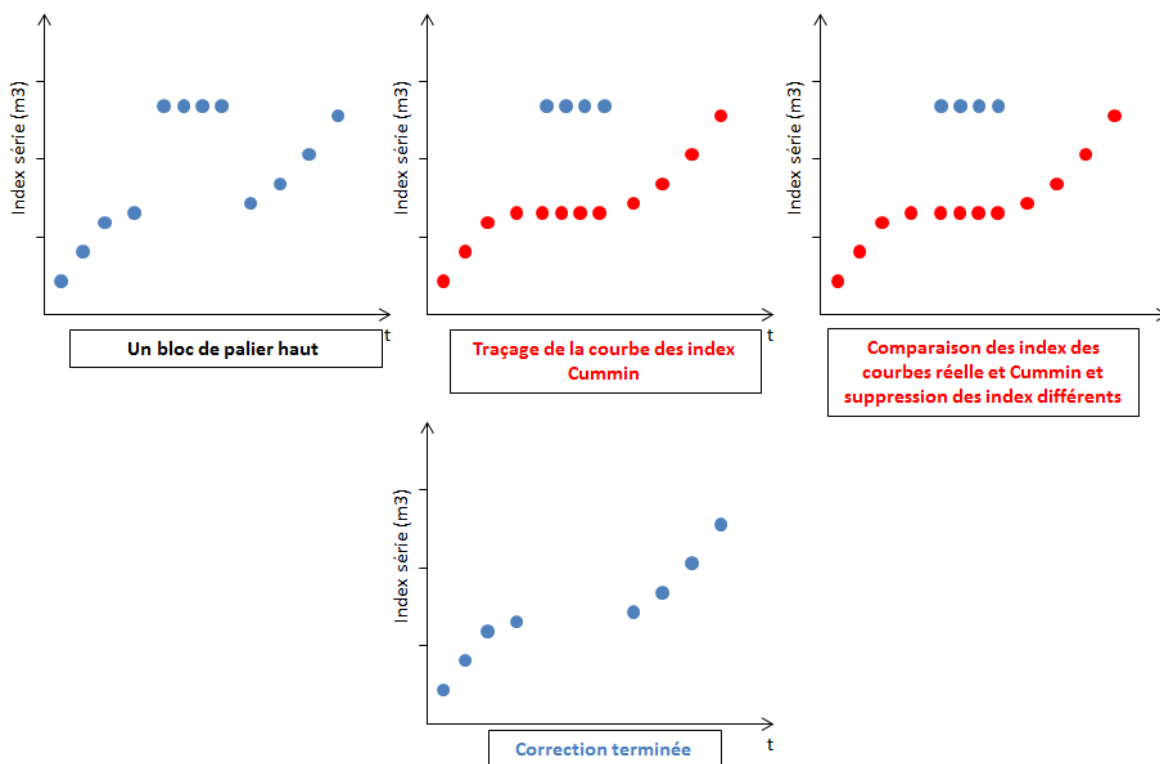 Index série (m3)
t
Un bloc de palier haut
Index série (m3)
t
Traçage de la courbe des index
Cummin
Index série (m3)
t
Comparaison des index des
courbes réelle et Cummin et
suppression des index différents
Index série (m3)
t
Correction terminée